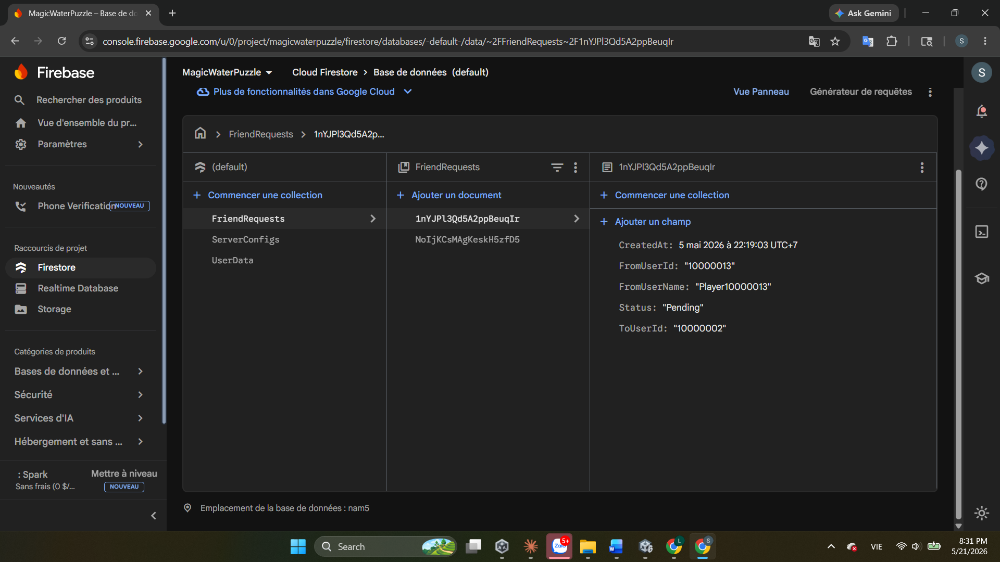 MagicWaterPuzzle – Base de do
Ask Gemini
console.firebase.google.com/u/0/project/magicwaterpuzzle/firestore/databases/-default-/data/~2FFriendRequests~2F1nYJPl3Qd5A2ppBeuqIr
S
Firebase
MagicWaterPuzzle
Cloud Firestore > Base de données (default)
S
Rechercher des produits
Plus de fonctionnalités dans Google Cloud
Vue Panneau
Générateur de requêtes
Vue d'ensemble du pr...
Paramètres
FriendRequests
1nYJPl3Qd5A2p...
(default)
FriendRequests
1nYJPl3Qd5A2ppBeuqIr
Nouveautés
Phone Verification
NOUVEAU
+ Commencer une collection
+ Ajouter un document
+ Commencer une collection
FriendRequests
1nYJPl3Qd5A2ppBeuqIr
+ Ajouter un champ
ServerConfigs
NoIjKCsMAgKeskH5zfD5
CreatedAt: 5 mai 2026 à 22:19:03 UTC+7
UserData
FromUserId: "10000013"
FromUserName: "Player10000013"
Status: "Pending"
ToUserId: "10000002"
Raccourcis de projet
Firestore
Realtime Database
Storage
Catégories de produits
Bases de données et ...
Sécurité
Services d'IA
Hébergement et sans ...
: Spark
Sans frais (0 $/...
Mettre à niveau
NOUVEAU
Emplacement de la base de données : nam5
Search
Zalo
5+
W
6
L
S
VIE
8:31 PM
5/21/2026